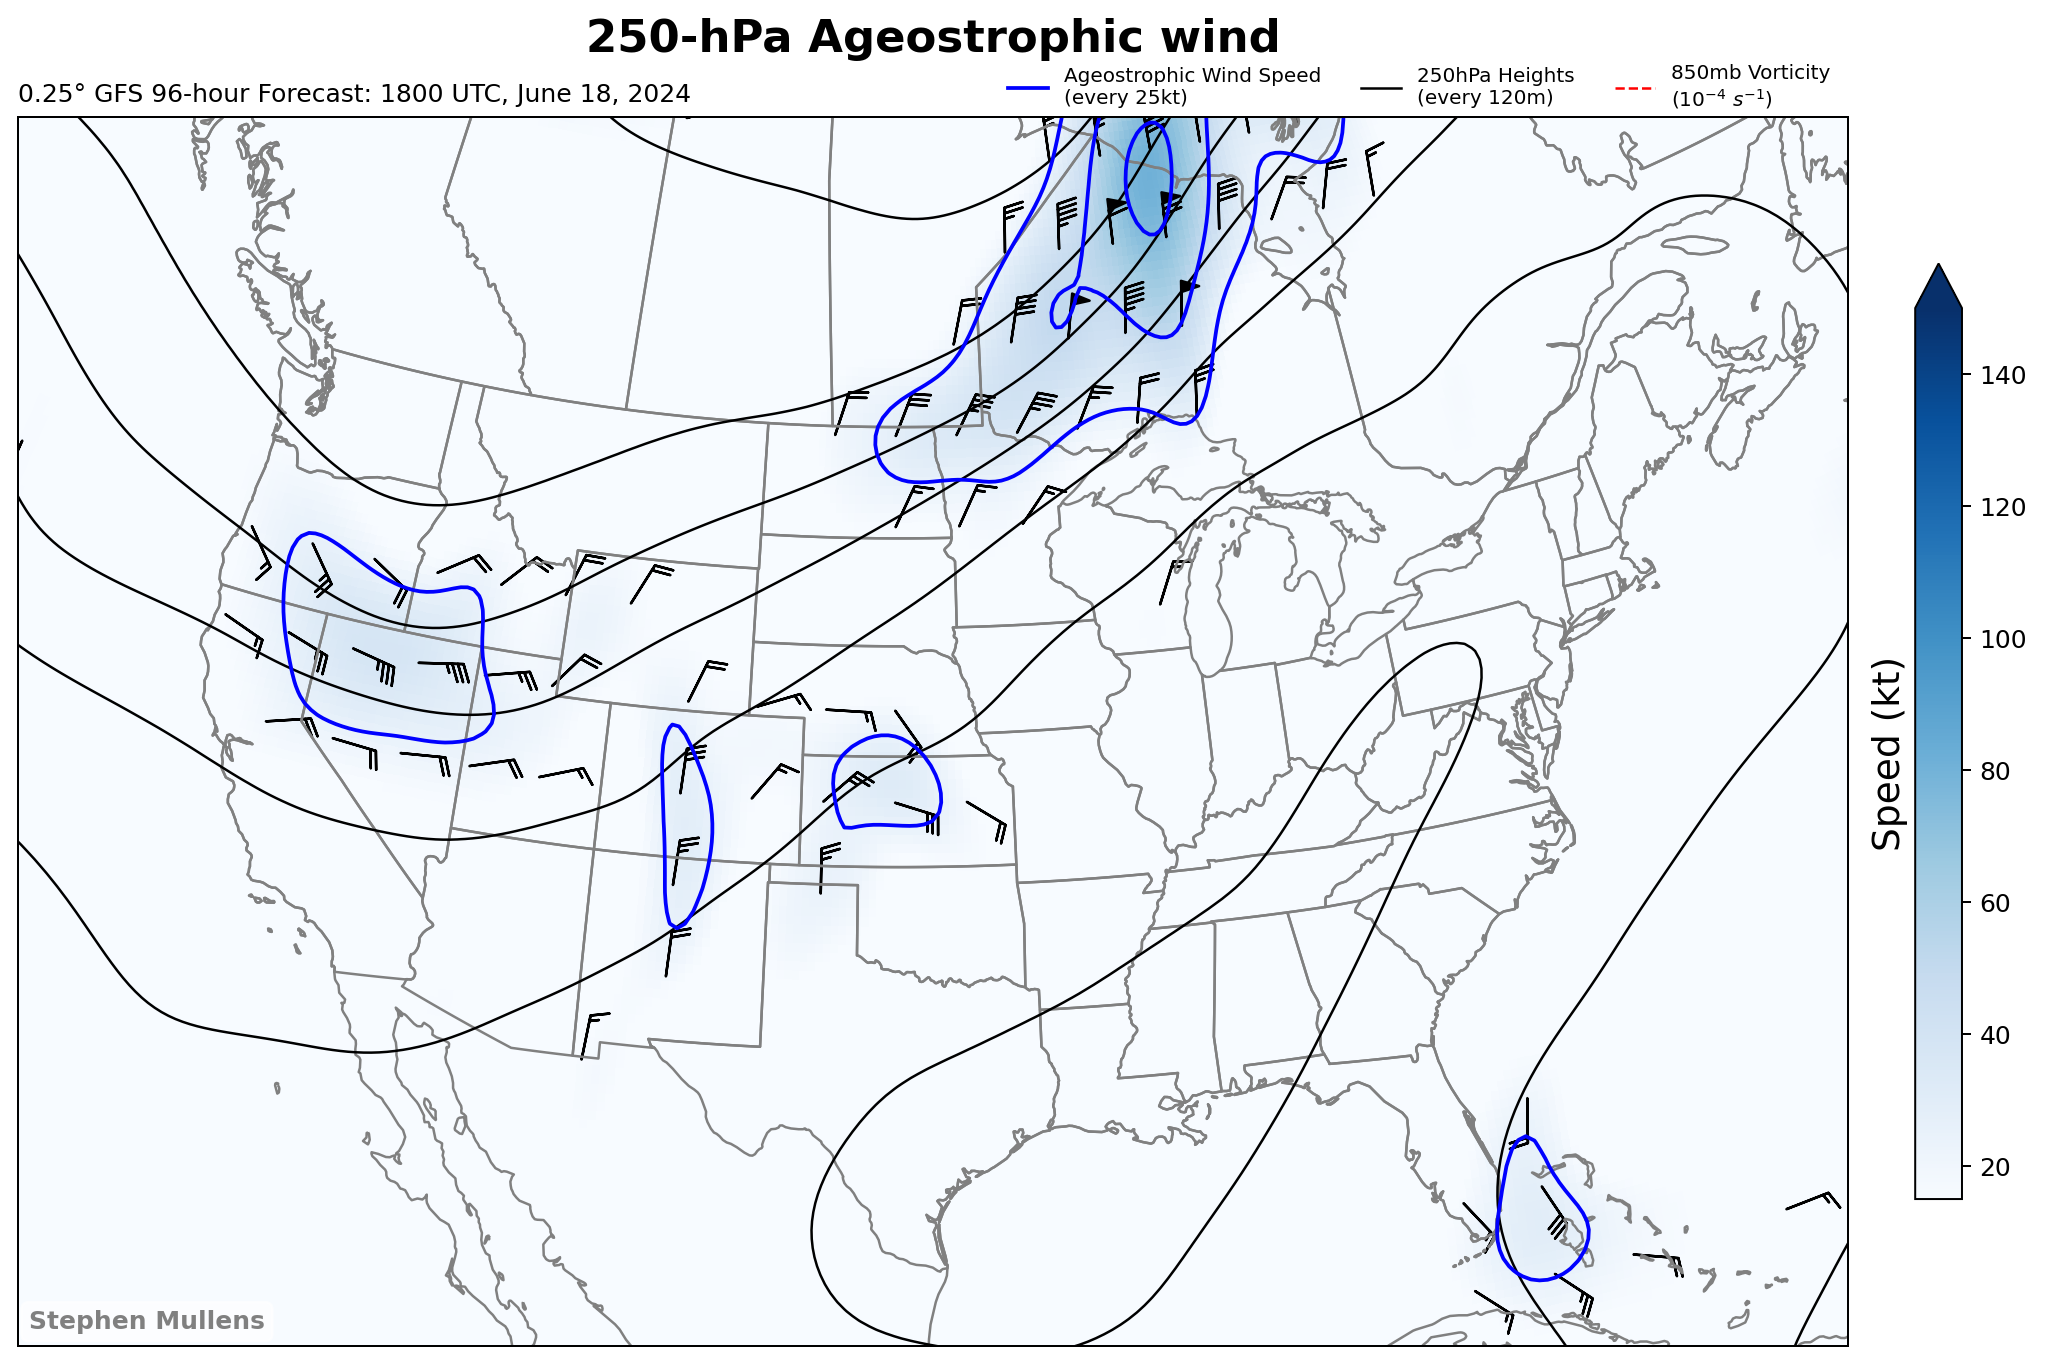 250-hPa Ageostrophic wind
0.25° GFS 96-hour Forecast: 1800 UTC, June 18, 2024
Ageostrophic Wind Speed
(every 25kt)
250hPa Heights
(every 120m)
850mb Vorticity
(10⁻⁴ s⁻¹)
140
120
100
80
60
40
20
Speed (kt)
Stephen Mullens